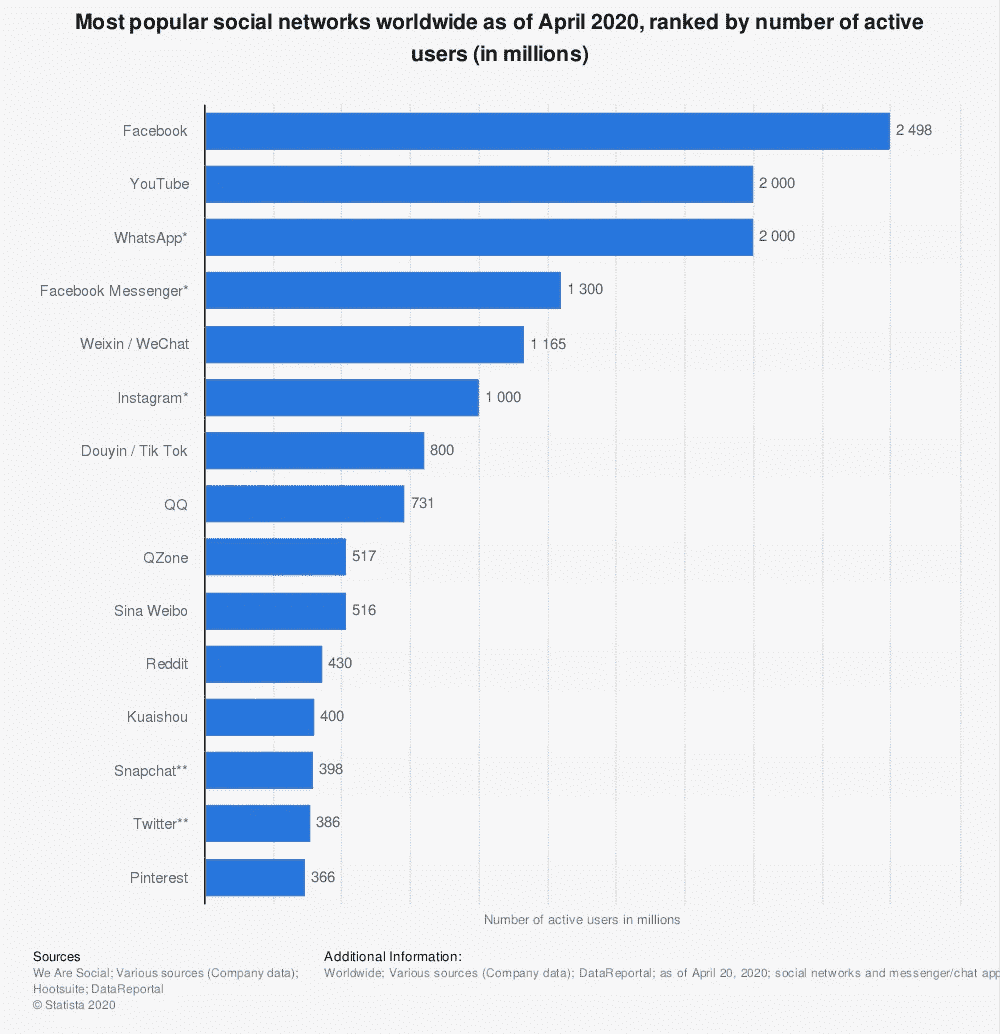 Most popular social networks worldwide as of April 2020, ranked by number of active
users (in millions)
Facebook 2 498
YouTube 2 000
WhatsApp* 2 000
Facebook Messenger* 1 300
Weixin / WeChat 1 165
Instagram* 1 000
Douyin / Tik Tok 800
QQ 731
QZone 517
Sina Weibo 516
Reddit 430
Kuaishou 400
Snapchat** 398
Twitter** 386
Pinterest 366
Number of active users in millions
Sources
We Are Social; Various sources (Company data);
Hootsuite; DataReportal
© Statista 2020
Additional Information:
Worldwide; Various sources (Company data); DataReportal; as of April 20, 2020; social networks and messenger/chat app